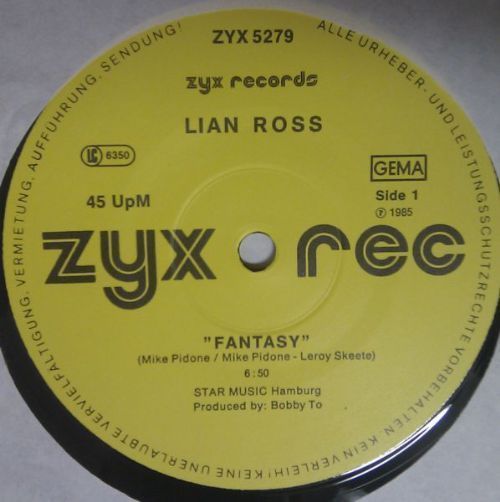 ALLE URHEBER- UND LEISTUNGSSCHUTZRECHTE VORBEHALTEN. KEIN VERLEIH! KEINE UNERLAUBTE VERVIELFALTIGUNG, VERMIETUNG, AUFFÜHRUNG, SENDUNG!
ZYX 5279
zyx records
LIAN ROSS
LC 6350
GEMA
45 UpM
Side 1
℗ 1985
zyx rec
"FANTASY"
(Mike Pidone / Mike Pidone - Leroy Skeete)
6:50
STAR MUSIC Hamburg
Produced by: Bobby To